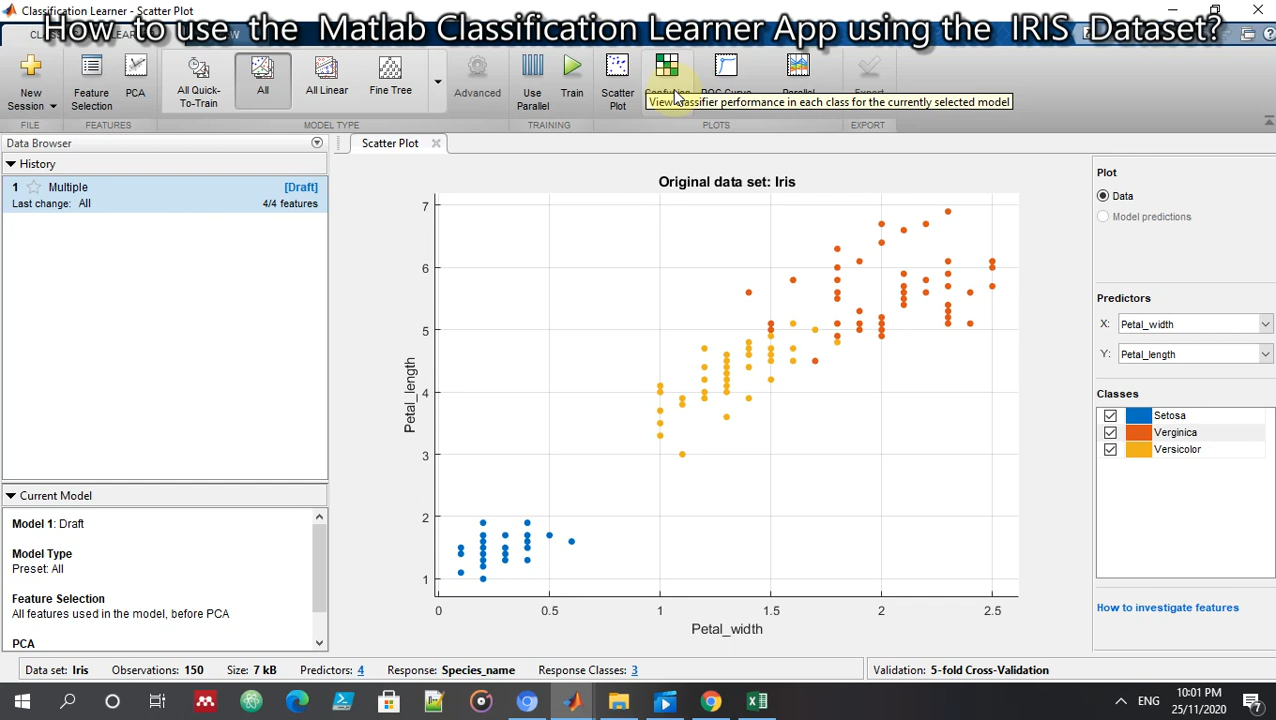 Classification Learner - Scatter Plot
How to use the Matlab Classification Learner App using the IRIS Dataset?
New Session
Feature Selection
PCA
All Quick-To-Train
All
All Linear
Fine Tree
Advanced
Use Parallel
Train
Scatter Plot
Confusion
ROC Curve
Parallel
Export
View classifier performance in each class for the currently selected model
FILE
FEATURES
MODEL TYPE
TRAINING
PLOTS
EXPORT
Data Browser
Scatter Plot
History
1 Multiple [Draft]
Last change: All 4/4 features
Current Model
Model 1: Draft
Model Type
Preset: All
Feature Selection
All features used in the model, before PCA
PCA
Original data set: Iris
7
6
5
4
3
2
1
Petal_length
0 0.5 1 1.5 2 2.5
Petal_width
Plot
Data
Model predictions
Predictors
X: Petal_width
Y: Petal_length
Classes
Setosa
Verginica
Versicolor
How to investigate features
Data set: Iris Observations: 150 Size: 7 kB Predictors: 4 Response: Species_name Response Classes: 3 Validation: 5-fold Cross-Validation
ENG
10:01 PM
25/11/2020
7